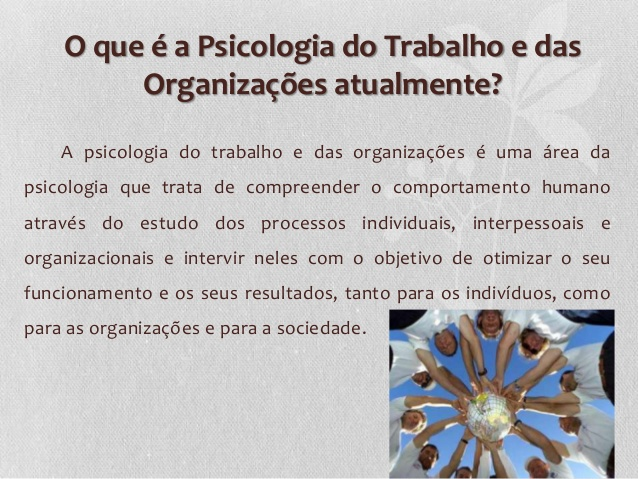 O que é a Psicologia do Trabalho e das
Organizações atualmente?
A psicologia do trabalho e das organizações é uma área da
psicologia que trata de compreender o comportamento humano
através do estudo dos processos individuais, interpessoais e
organizacionais e intervir neles com o objetivo de otimizar o seu
funcionamento e os seus resultados, tanto para os indivíduos, como
para as organizações e para a sociedade.